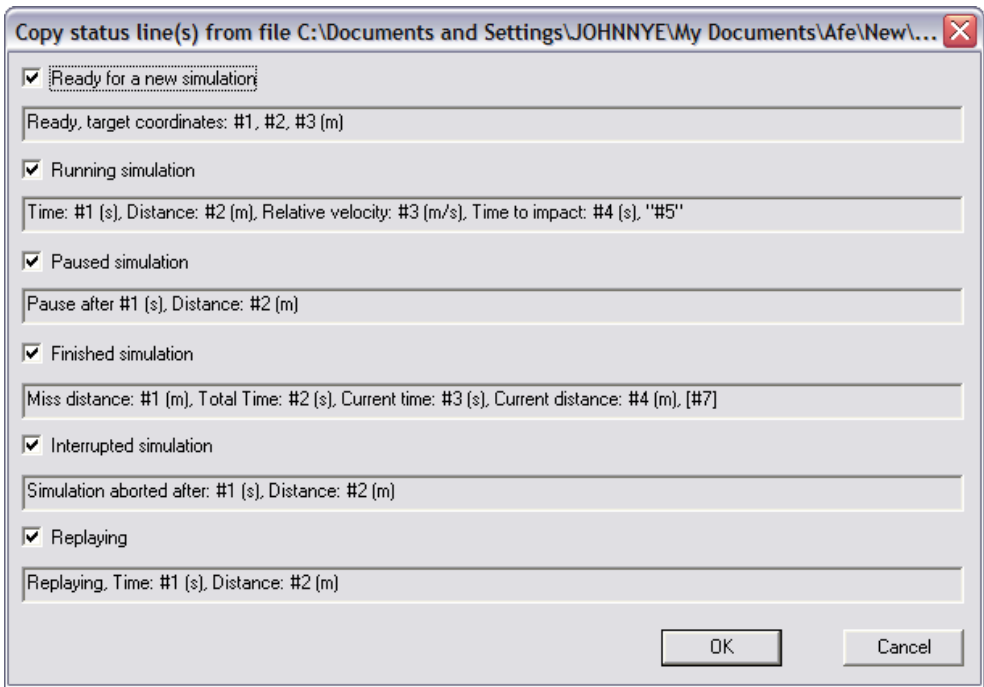 Copy status line(s) from file C:\Documents and Settings\JOHNNYE\My Documents\Afe\New\...
Ready for a new simulation
Ready, target coordinates: #1, #2, #3 (m)
Running simulation
Time: #1 (s), Distance: #2 (m), Relative velocity: #3 (m/s), Time to impact: #4 (s), "#5"
Paused simulation
Pause after #1 (s), Distance: #2 (m)
Finished simulation
Miss distance: #1 (m), Total Time: #2 (s), Current time: #3 (s), Current distance: #4 (m), [#7]
Interrupted simulation
Simulation aborted after: #1 (s), Distance: #2 (m)
Replaying
Replaying, Time: #1 (s), Distance: #2 (m)
OK Cancel